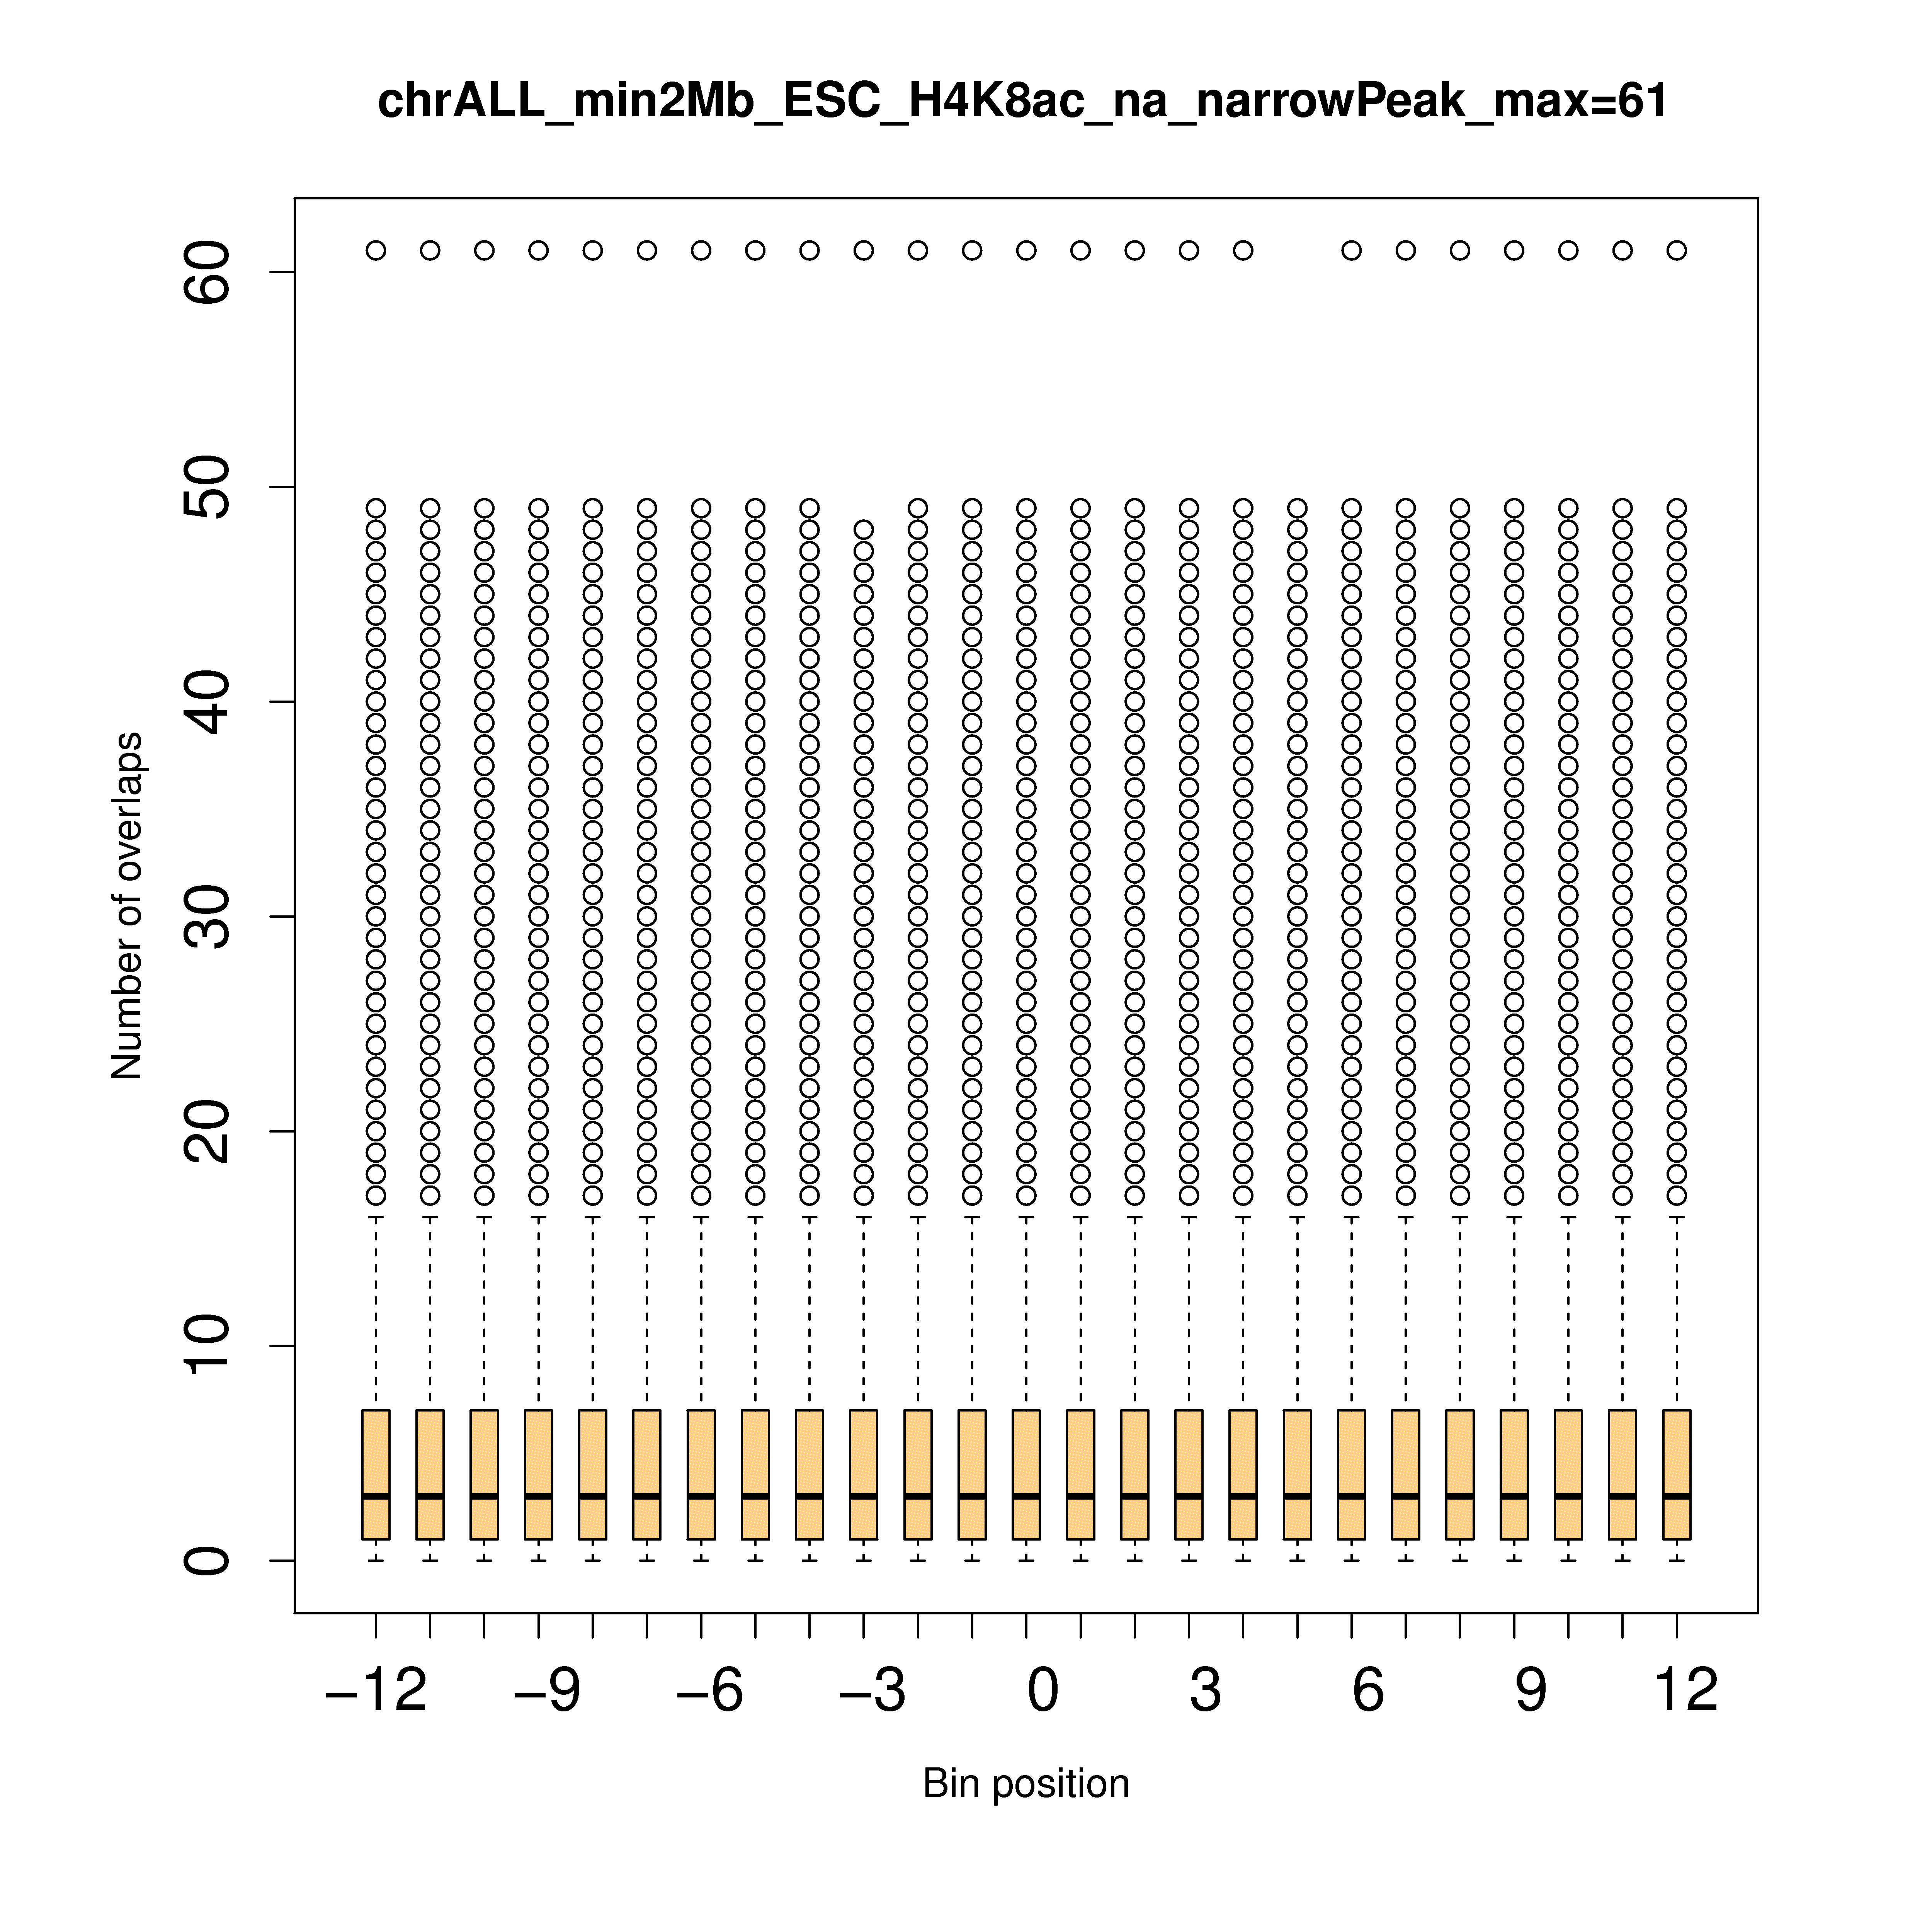 chrALL_min2Mb_ESC_H4K8ac_na_narrowPeak_max=61
60
50
40
30
20
10
0
Number of overlaps
−12 −9 −6 −3 0 3 6 9 12
Bin position